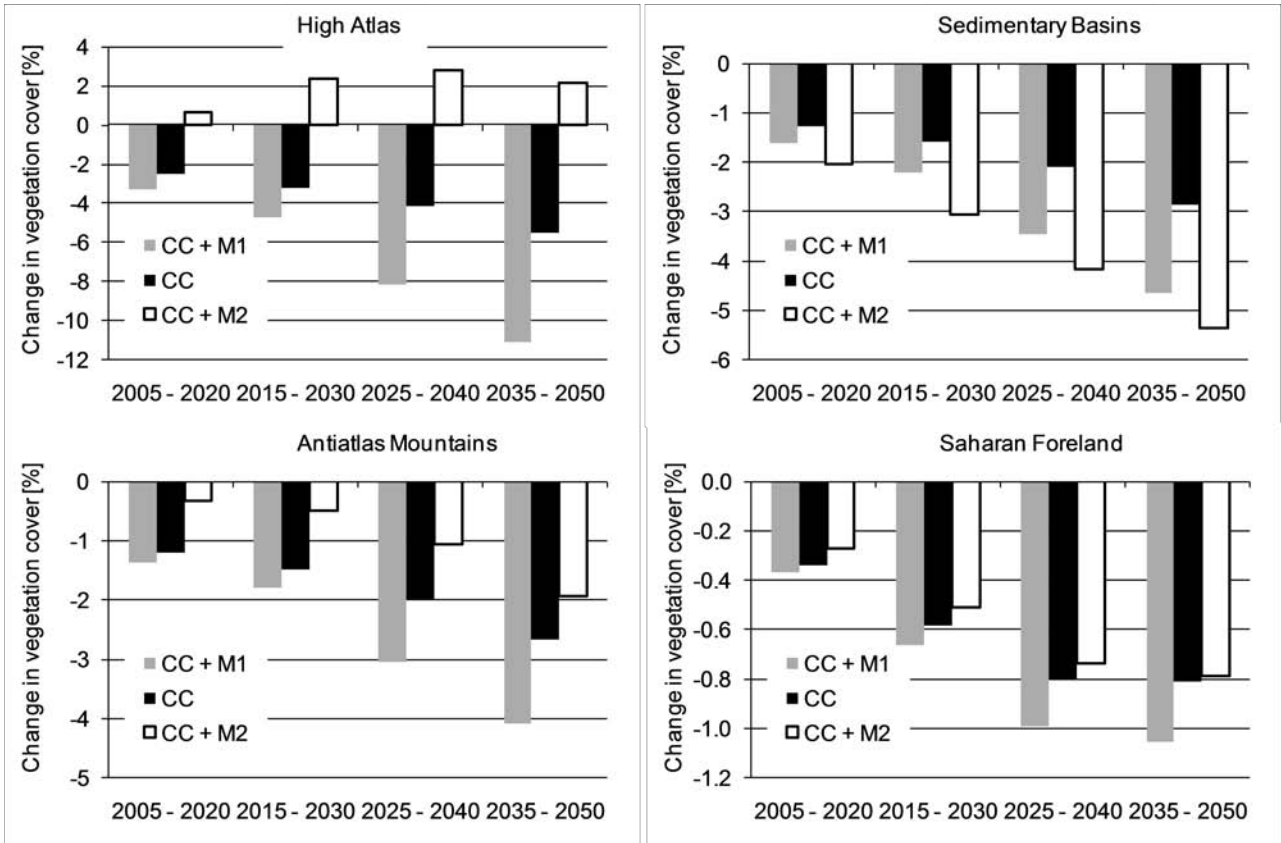 High Atlas
Change in vegetation cover [%]
4
2
0
-2
-4
-6
-8
-10
-12
CC + M1
CC
CC + M2
2005 - 2020 2015 - 2030 2025 - 2040 2035 - 2050
Sedimentary Basins
Change in vegetation cover [%]
0
-1
-2
-3
-4
-5
-6
CC + M1
CC
CC + M2
2005 - 2020 2015 - 2030 2025 - 2040 2035 - 2050
Antiatlas Mountains
Change in vegetation cover [%]
0
-1
-2
-3
-4
-5
CC + M1
CC
CC + M2
2005 - 2020 2015 - 2030 2025 - 2040 2035 - 2050
Saharan Foreland
Change in vegetation cover [%]
0.0
-0.2
-0.4
-0.6
-0.8
-1.0
-1.2
CC + M1
CC
CC + M2
2005 - 2020 2015 - 2030 2025 - 2040 2035 - 2050